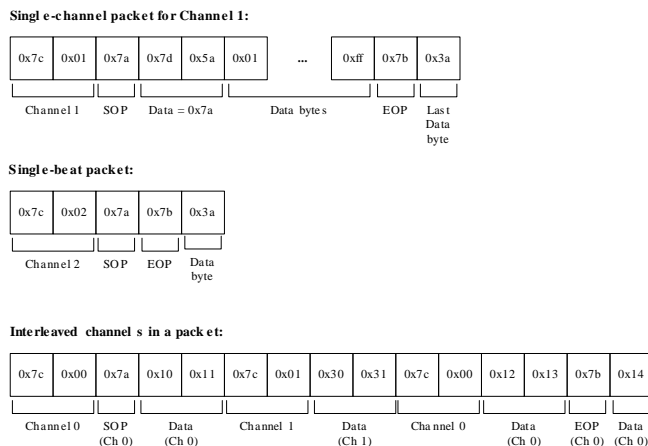 Single-channel packet for Channel 1:
0x7c 0x01 0x7a 0x7d 0x5a 0x01 ... 0xff 0x7b 0x3a
Channel 1 SOP Data = 0x7a Data bytes EOP Last
Data
byte
Single-beat packet:
0x7c 0x02 0x7a 0x7b 0x3a
Channel 2 SOP EOP Data
byte
Interleaved channels in a packet:
0x7c 0x00 0x7a 0x10 0x11 0x7c 0x01 0x30 0x31 0x7c 0x00 0x12 0x13 0x7b 0x14
Channel 0 SOP Data Channel 1 Data Channel 0 Data EOP Data
(Ch 0) (Ch 0) (Ch 1) (Ch 0) (Ch 0) (Ch 0)